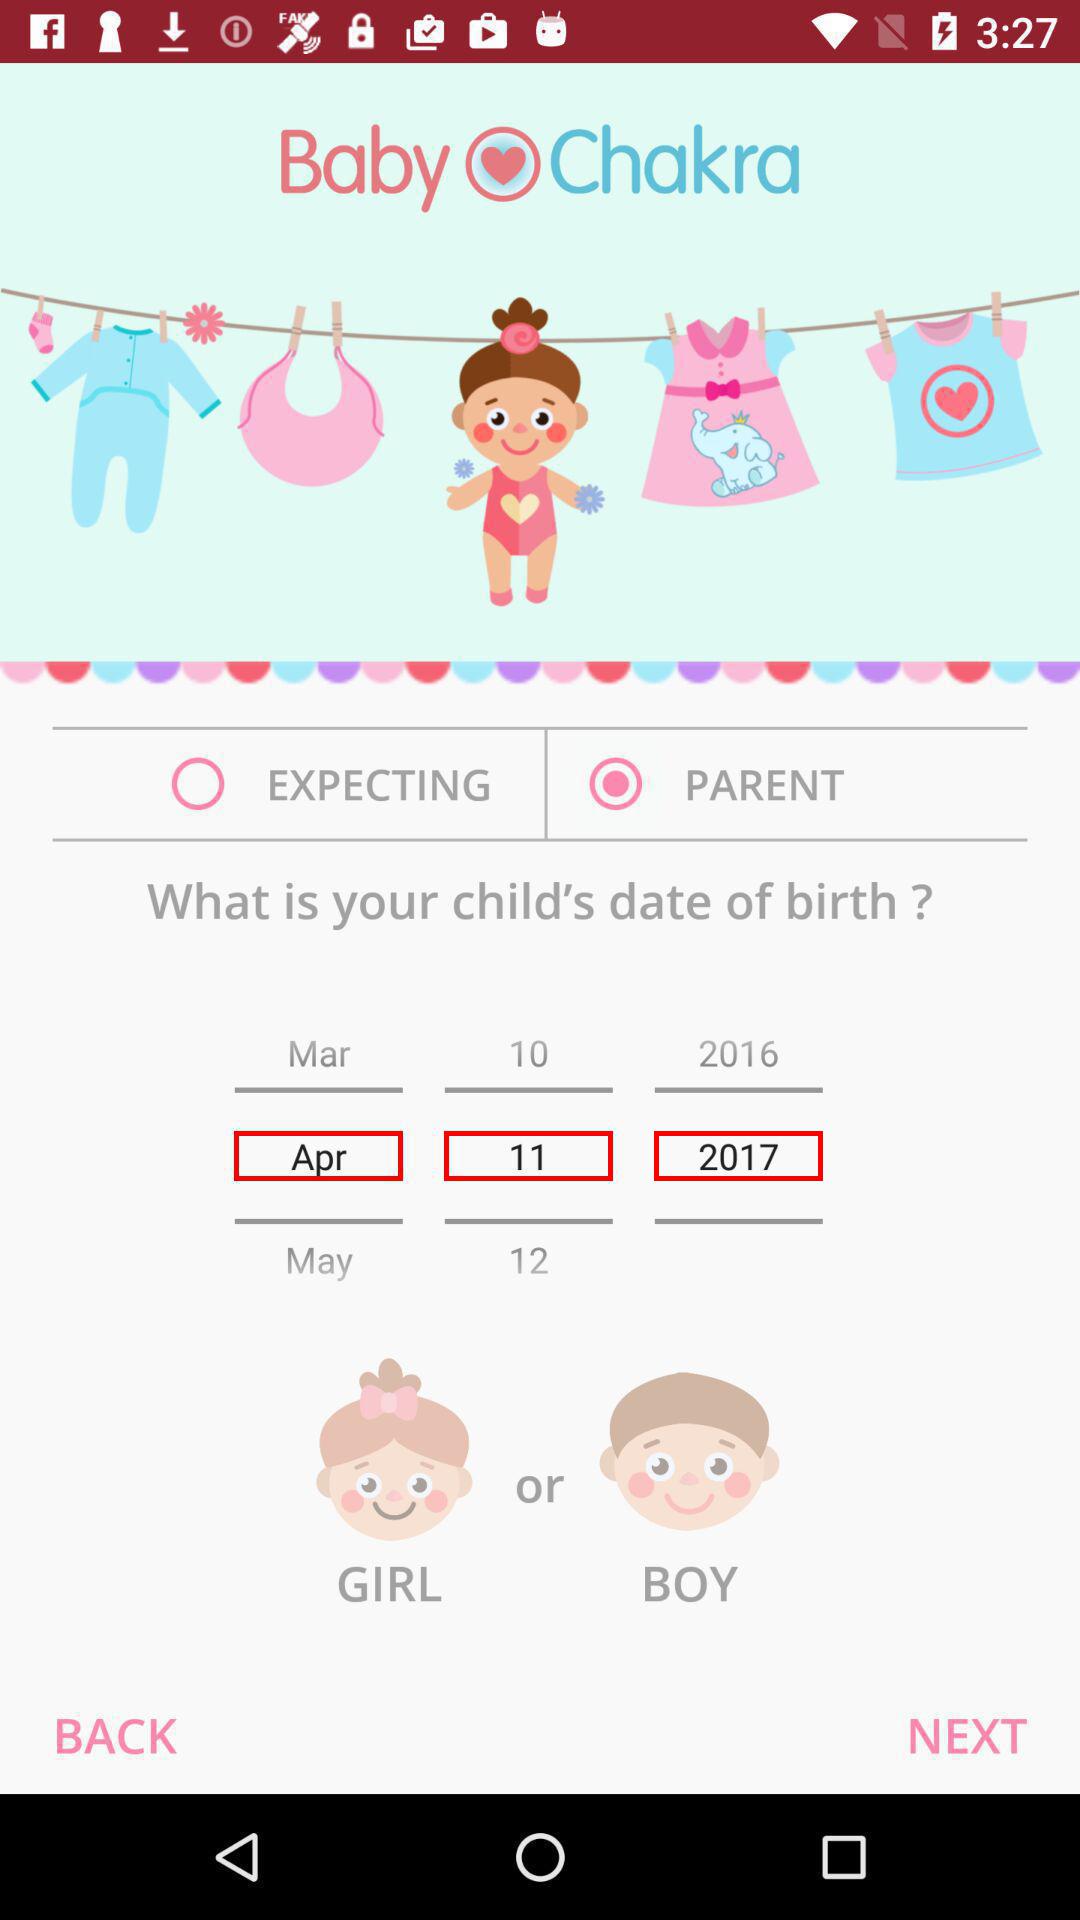 FAKE
3:27
Baby Chakra
EXPECTING PARENT
What is your child’s date of birth ?
Mar 10 2016
Apr 11 2017
May 12
or
GIRL BOY
BACK NEXT